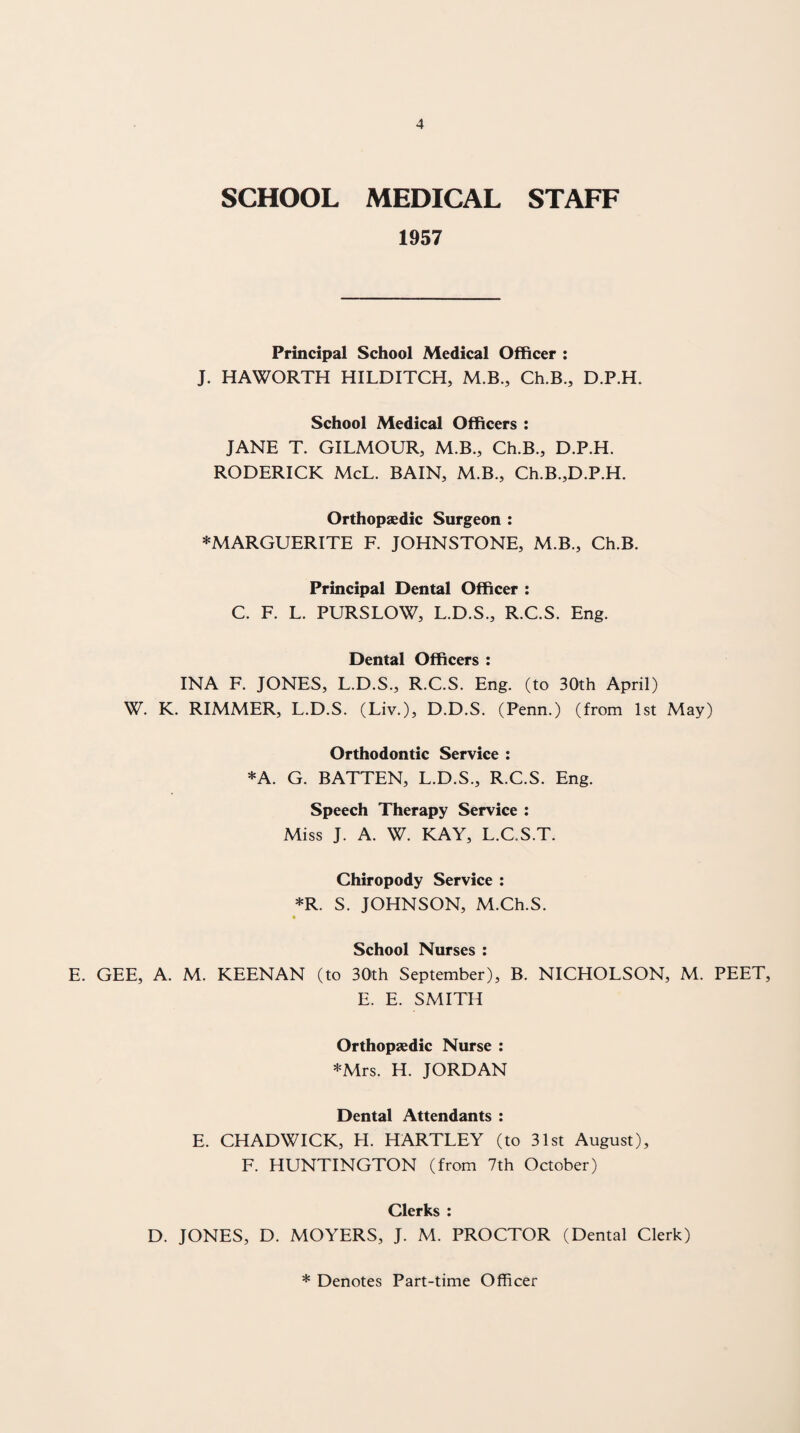 4
SCHOOL MEDICAL STAFF
1957
Principal School Medical Officer :
J. HAWORTH HILDITCH, M.B., Ch.B., D.P.H.
School Medical Officers :
JANE T. GILMOUR, M.B., Ch.B., D.P.H.
RODERICK McL. BAIN, M.B., Ch.B.,D.P.H.
Orthopædic Surgeon :
*MARGUERITE F. JOHNSTONE, M.B., Ch.B.
Principal Dental Officer :
C. F. L. PURSLOW, L.D.S., R.C.S. Eng.
Dental Officers :
INA F. JONES, L.D.S., R.C.S. Eng. (to 30th April)
W. K. RIMMER, L.D.S. (Liv.), D.D.S. (Penn.) (from 1st May)
Orthodontic Service :
*A. G. BATTEN, L.D.S., R.C.S. Eng.
Speech Therapy Service :
Miss J. A. W. KAY, L.C.S.T.
Chiropody Service :
*R. S. JOHNSON, M.Ch.S.
School Nurses :
E. GEE, A. M. KEENAN (to 30th September), B. NICHOLSON, M. PEET,
E. E. SMITH
Orthopædic Nurse :
*Mrs. H. JORDAN
Dental Attendants :
E. CHADWICK, H. HARTLEY (to 31st August),
F. HUNTINGTON (from 7th October)
Clerks :
D. JONES, D. MOYERS, J. M. PROCTOR (Dental Clerk)
* Denotes Part-time Officer